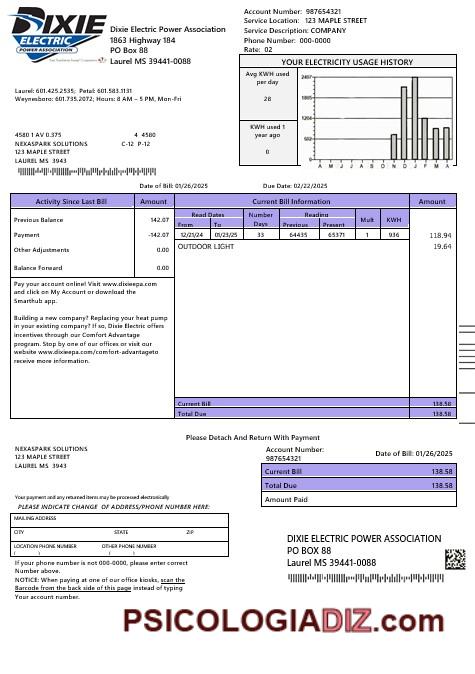 DIXIE
ELECTRIC
POWER ASSOCIATION
Dixie Electric Power Association
1863 Highway 184
PO Box 88
Laurel MS 39441-0088
Account Number: 987654321
Service Location: 123 MAPLE STREET
Service Description: COMPANY
Phone Number: 000-0000
Rate: 02
Laurel: 601.425.2535; Petal: 601.583.1131
Waynesboro: 601.735.2072; Hours: 8 AM – 5 PM, Mon-Fri
YOUR ELECTRICITY USAGE HISTORY
Avg KWH used
per day
28
KWH used 1
year ago
0
2407
1805
1204
602
0
A M J J A S O N D J F M A
4580 1 AV 0.375 4 4580
NEXASPARK SOLUTIONS C-12 P-12
123 MAPLE STREET
LAUREL MS 3943
Date of Bill: 01/26/2025 Due Date: 02/22/2025
Activity Since Last Bill Amount Current Bill Information Amount
Previous Balance 142.07
Payment -142.07
Other Adjustments 0.00
Balance Forward 0.00
Read Dates Number Days Reading Mult KWH
From To Previous Present
12/21/24 01/23/25 33 64435 65371 1 936 118.94
OUTDOOR LIGHT 19.64
Pay your account online! Visit www.dixieepa.com
and click on My Account or download the
Smarthub app.
Building a new company? Replacing your heat pump
in your existing company? If so, Dixie Electric offers
incentives through our Comfort Advantage
program. Stop by one of our offices or visit our
website www.dixieepa.com/comfort-advantageto
receive more information.
Current Bill 138.58
Total Due 138.58
Please Detach And Return With Payment
NEXASPARK SOLUTIONS
123 MAPLE STREET
LAUREL MS 3943
Account Number:
987654321
Date of Bill: 01/26/2025
Current Bill 138.58
Total Due 138.58
Amount Paid
Your payment and any returned items may be processed electronically
PLEASE INDICATE CHANGE OF ADDRESS/PHONE NUMBER HERE:
MAILING ADDRESS
CITY STATE ZIP
LOCATION PHONE NUMBER OTHER PHONE NUMBER
( ) ( )
If your phone number is not 000-0000, please enter correct
Number above.
NOTICE: When paying at one of our office kiosks, scan the
Barcode from the back side of this page instead of typing
Your account number.
DIXIE ELECTRIC POWER ASSOCIATION
PO BOX 88
Laurel MS 39441-0088
PSICOLOGIADIZ.com